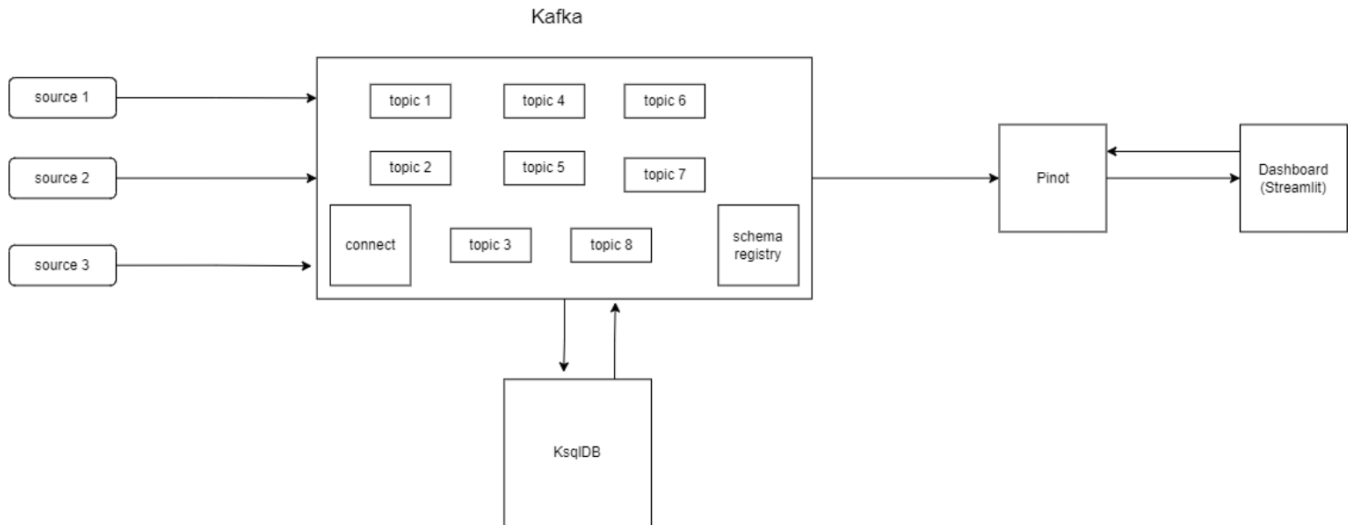 Kafka
source 1
topic 1
topic 4
topic 6
source 2
topic 2
topic 5
topic 7
Pinot
Dashboard
(Streamlit)
source 3
connect
topic 3
topic 8
schema
registry
KsqlDB